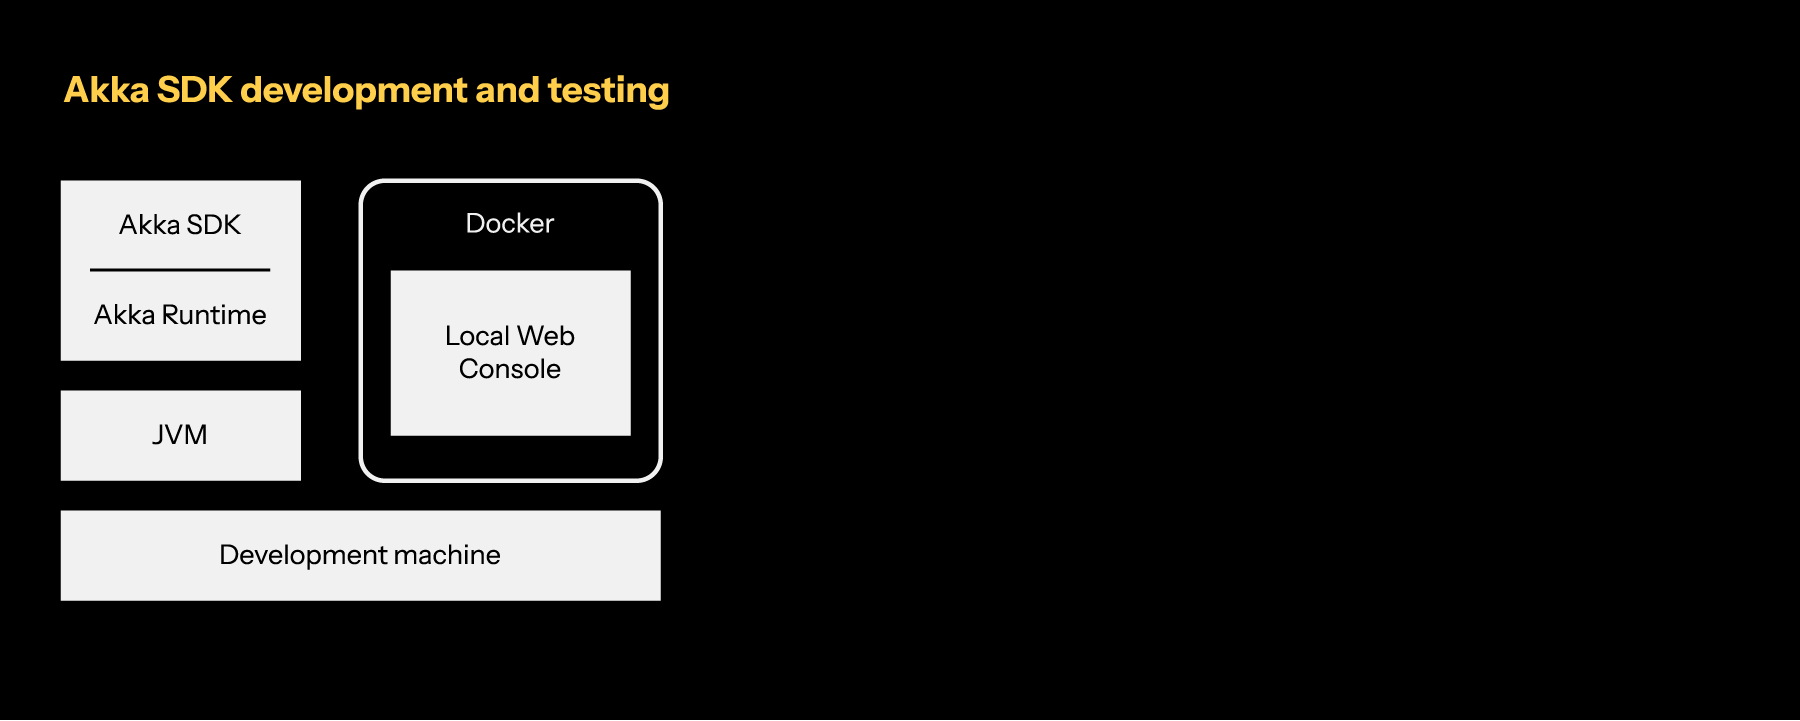 Akka SDK development and testing
Akka SDK
Akka Runtime
JVM
Docker
Local Web
Console
Development machine